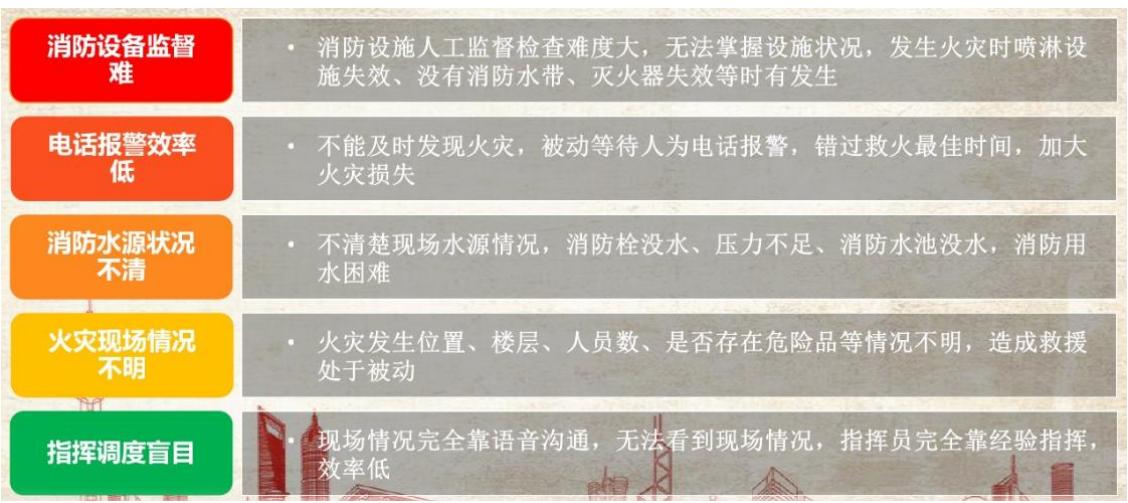 消防设备监督
难
• 消防设施人工监督检查难度大，无法掌握设施状况，发生火灾时喷淋设
施失效、没有消防水带、灭火器失效等时有发生
电话报警效率
低
• 不能及时发现火灾，被动等待人为电话报警，错过救火最佳时间，加大
火灾损失
消防水源状况
不清
• 不清楚现场水源情况，消防栓没水、压力不足、消防水池没水，消防用
水困难
火灾现场情况
不明
• 火灾发生位置、楼层、人员数、是否存在危险品等情况不明，造成救援
处于被动
指挥调度盲目
• 现场情况完全靠语音沟通，无法看到现场情况，指挥员完全靠经验指挥，
效率低